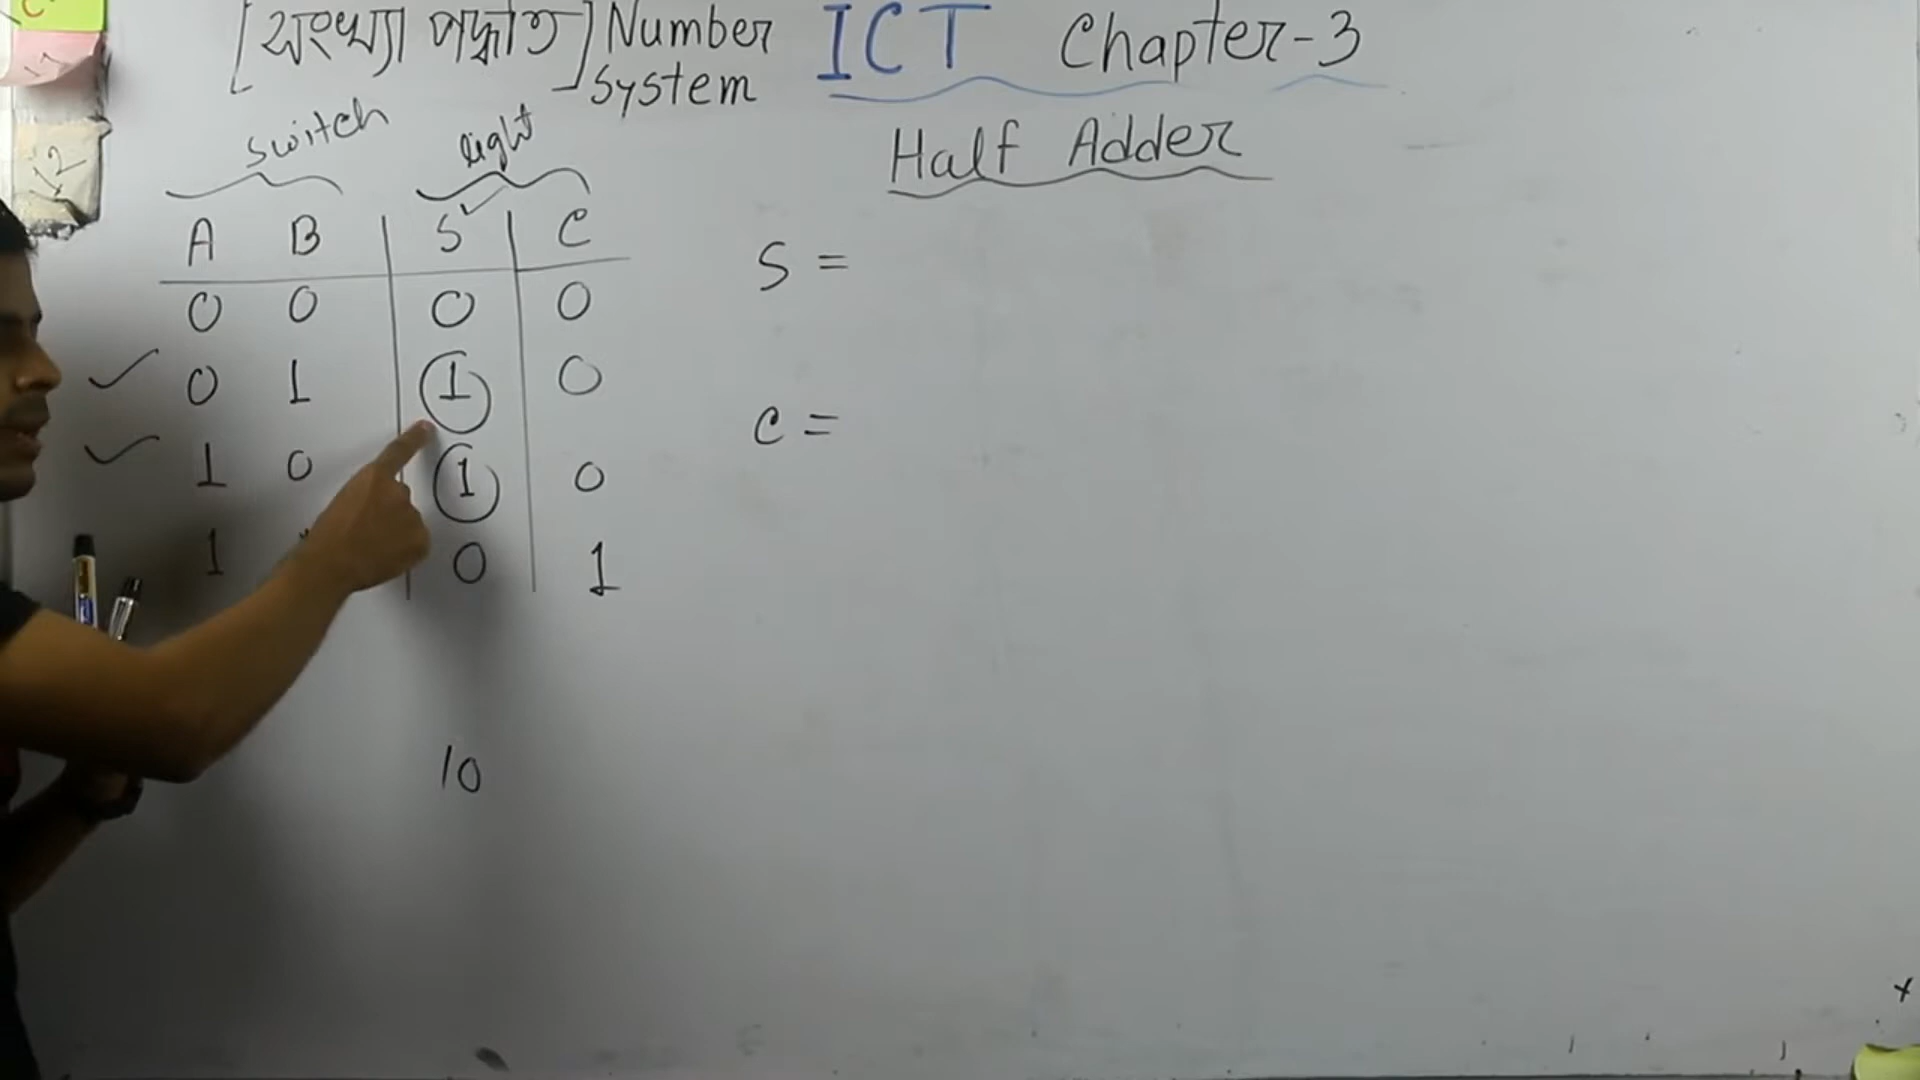 [সংখ্যা পদ্ধতি] Number System ICT Chapter-3
Half Adder
switch light
A B S C
0 0 0 0
0 1 1 0
1 0 1 0
1 0 1
S =
C =
10